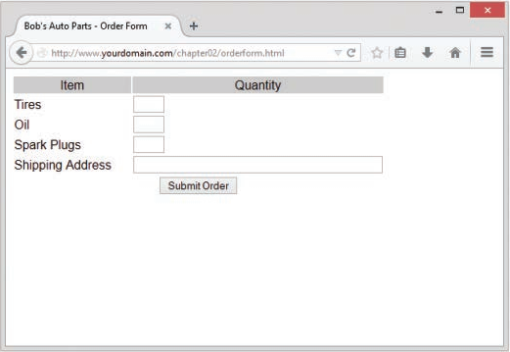 Bob's Auto Parts - Order Form
http://www.yourdomain.com/chapter02/orderform.html
Item Quantity
Tires
Oil
Spark Plugs
Shipping Address
Submit Order